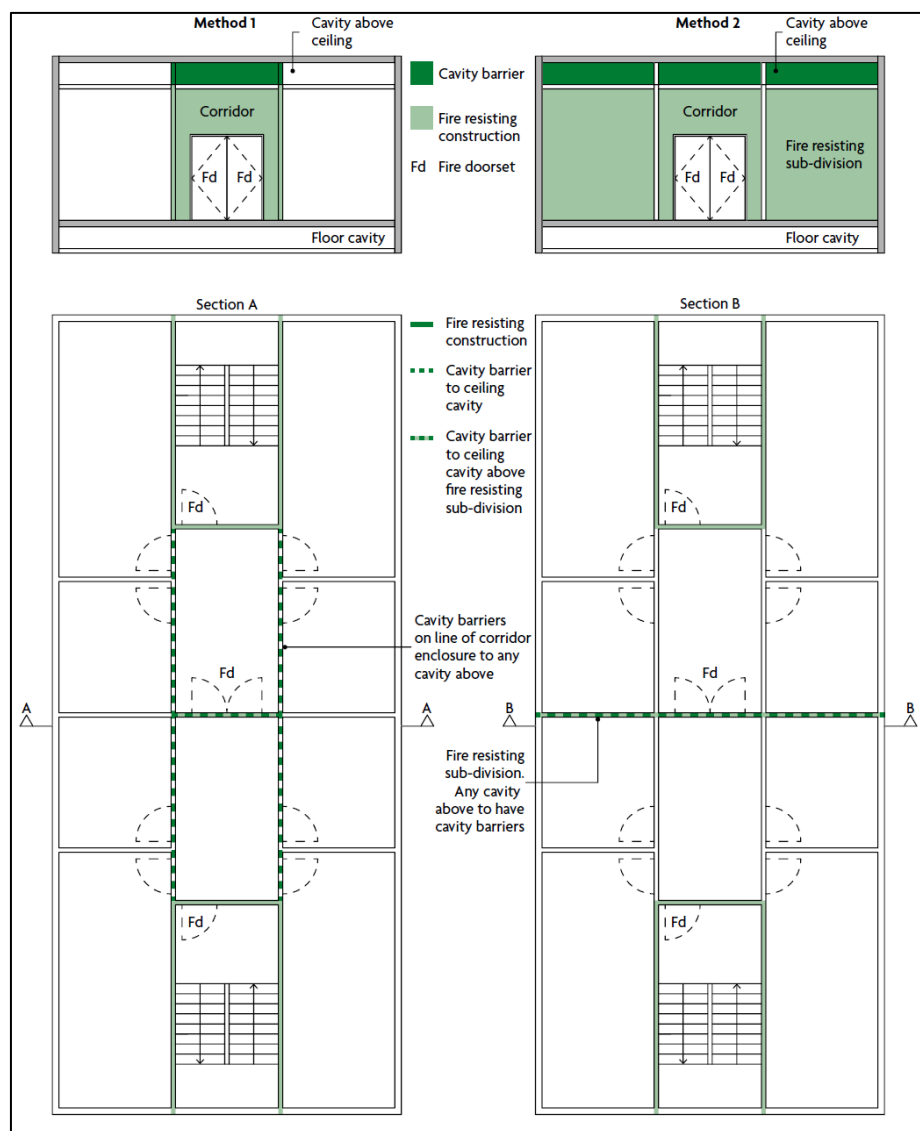 Method 1
Cavity above
ceiling
Corridor
Fd
Fd
Floor cavity
Cavity barrier
Fire resisting
construction
Fd Fire doorset
Method 2
Cavity above
ceiling
Corridor
Fd
Fd
Fire resisting
sub-division
Floor cavity
Section A
Fd
Fd
A
A
Fd
Fire resisting
construction
Cavity barrier
to ceiling
cavity
Cavity barrier
to ceiling
cavity above
fire resisting
sub-division
Cavity barriers
on line of corridor
enclosure to any
cavity above
Fire resisting
sub-division.
Any cavity
above to have
cavity barriers
Section B
Fd
Fd
B
B
Fd